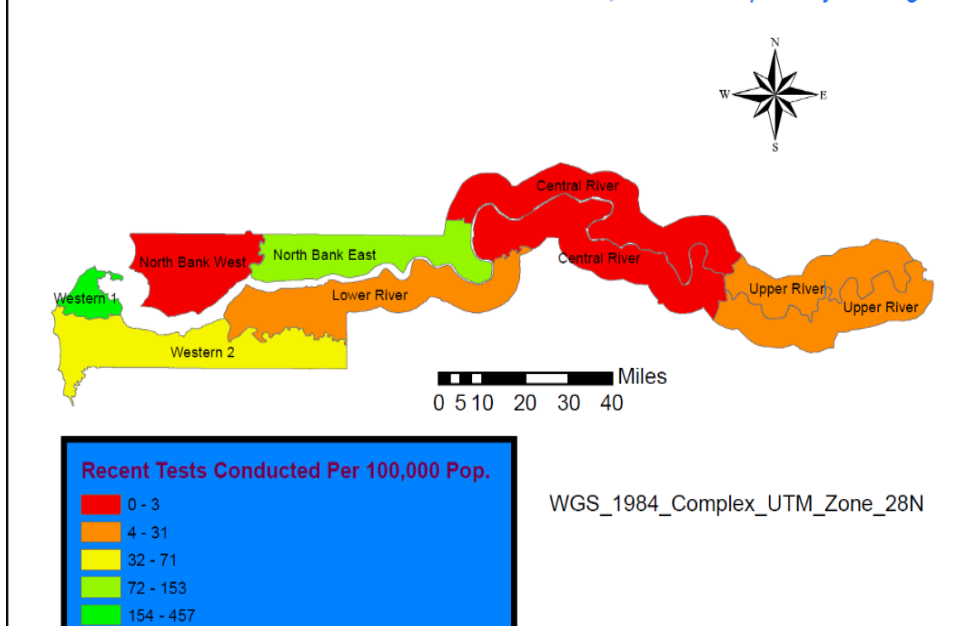 N
W E
S
Central River
North Bank West
North Bank East
Central River
Western 1
Lower River
Upper River
Upper River
Western 2
Miles
0 5 10 20 30 40
Recent Tests Conducted Per 100,000 Pop.
0 - 3
4 - 31
32 - 71
72 - 153
154 - 457
WGS_1984_Complex_UTM_Zone_28N